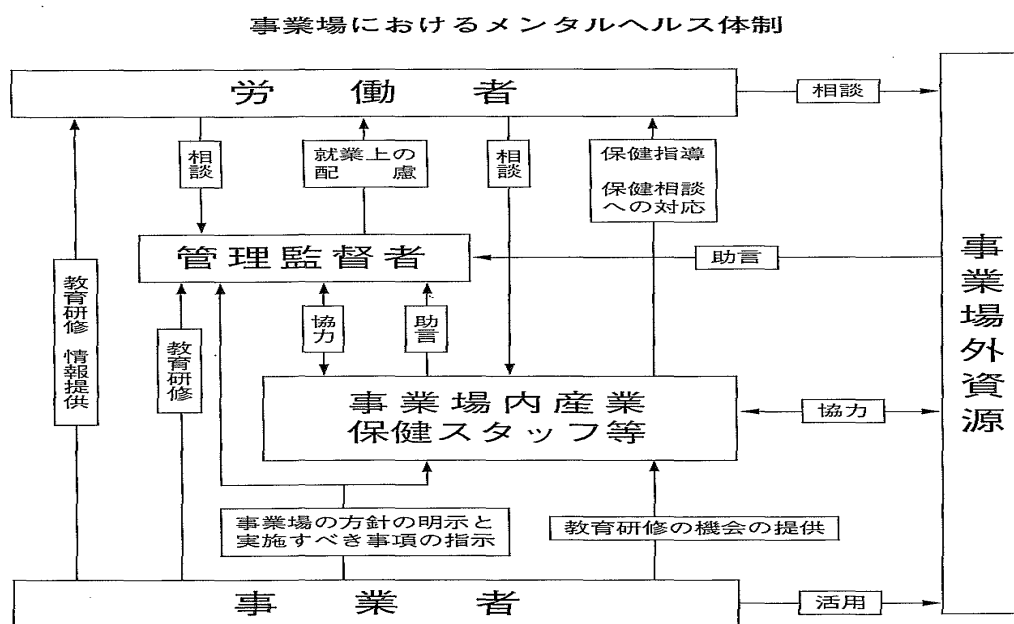 事業場におけるメンタルヘルス体制
労働者
相談
相談
就業上の
配慮
相談
保健指導
保健相談
への対応
管理監督者
助言
事業場外資源
教育研修 情報提供
教育研修
協力
助言
事業場内産業
保健スタッフ等
協力
事業場の方針の明示と
実施すべき事項の指示
教育研修の機会の提供
事業者
活用